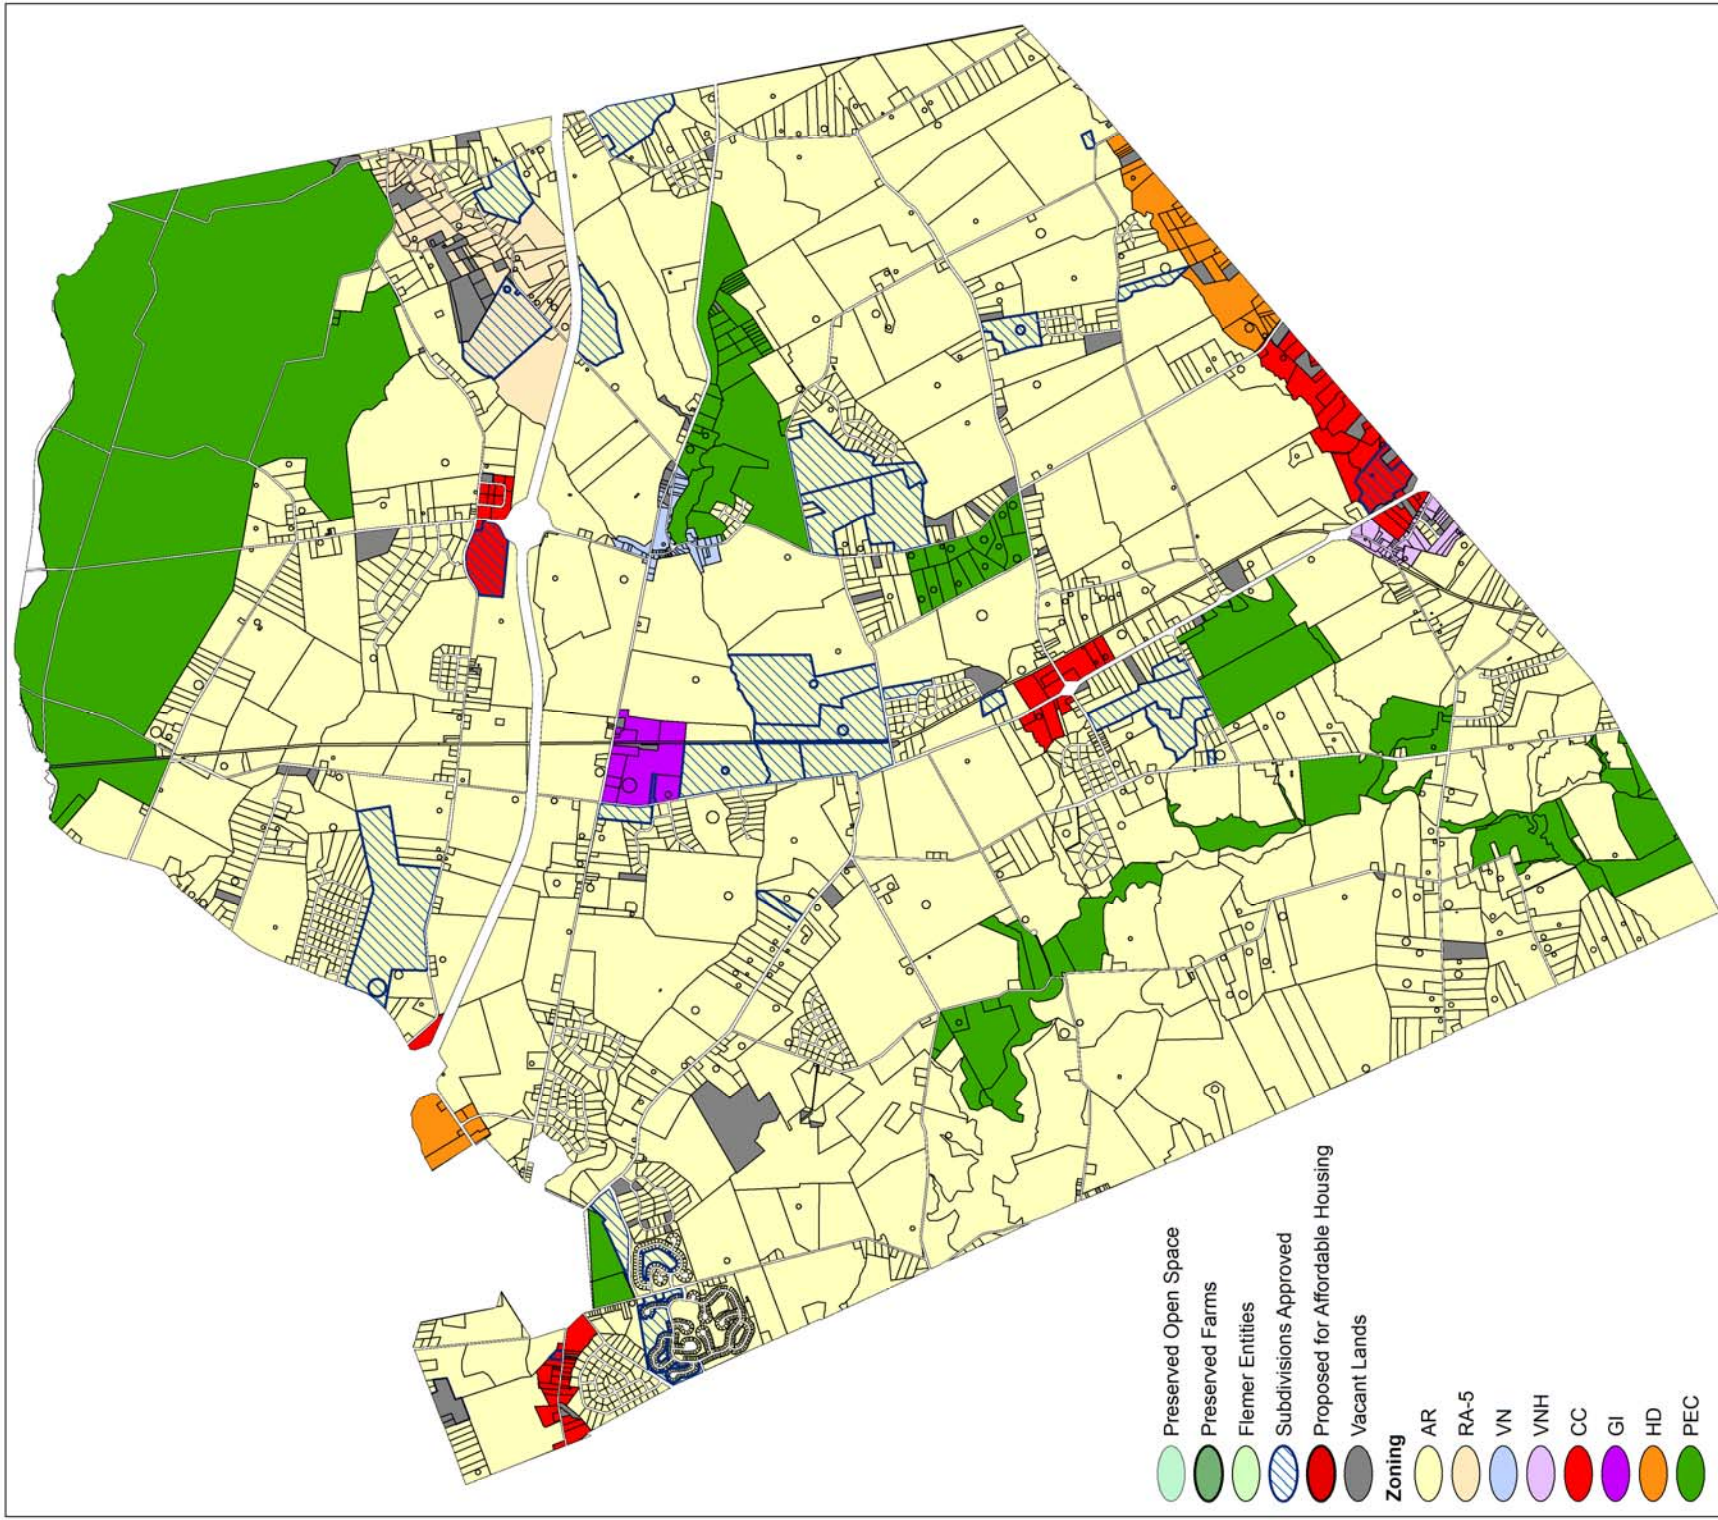 Preserved Open Space
Preserved Farms
Flemer Entities
Subdivisions Approved
Proposed for Affordable Housing
Vacant Lands
Zoning
AR
RA-5
VN
VNH
CC
GI
HD
PEC